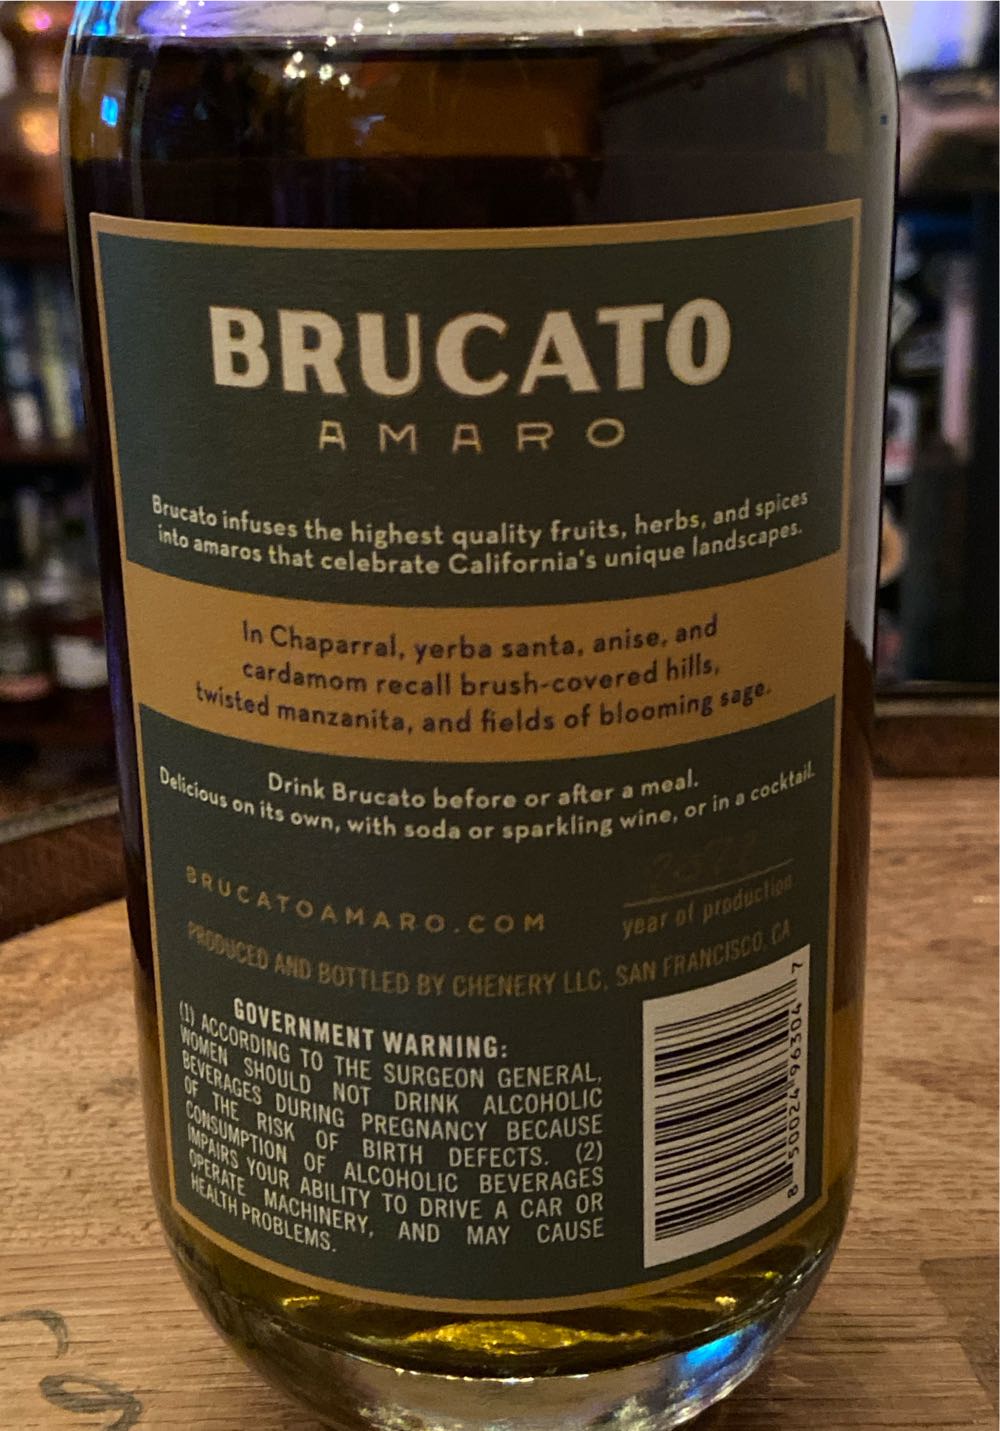 BRUCATO
AMARO
Brucato infuses the highest quality fruits, herbs, and spices
into amaros that celebrate California's unique landscapes.
In Chaparral, yerba santa, anise, and
cardamom recall brush-covered hills,
twisted manzanita, and fields of blooming sage.
Drink Brucato before or after a meal.
Delicious on its own, with soda or sparkling wine, or in a cocktail.
BRUCATOAMARO.COM
year of production
PRODUCED AND BOTTLED BY CHENERY LLC, SAN FRANCISCO, CA
GOVERNMENT WARNING:
(1) ACCORDING TO THE SURGEON GENERAL,
WOMEN SHOULD NOT DRINK ALCOHOLIC
BEVERAGES DURING PREGNANCY BECAUSE
OF THE RISK OF BIRTH DEFECTS. (2)
CONSUMPTION OF ALCOHOLIC BEVERAGES
IMPAIRS YOUR ABILITY TO DRIVE A CAR OR
OPERATE MACHINERY, AND MAY CAUSE
HEALTH PROBLEMS.
8 50024 96304 7